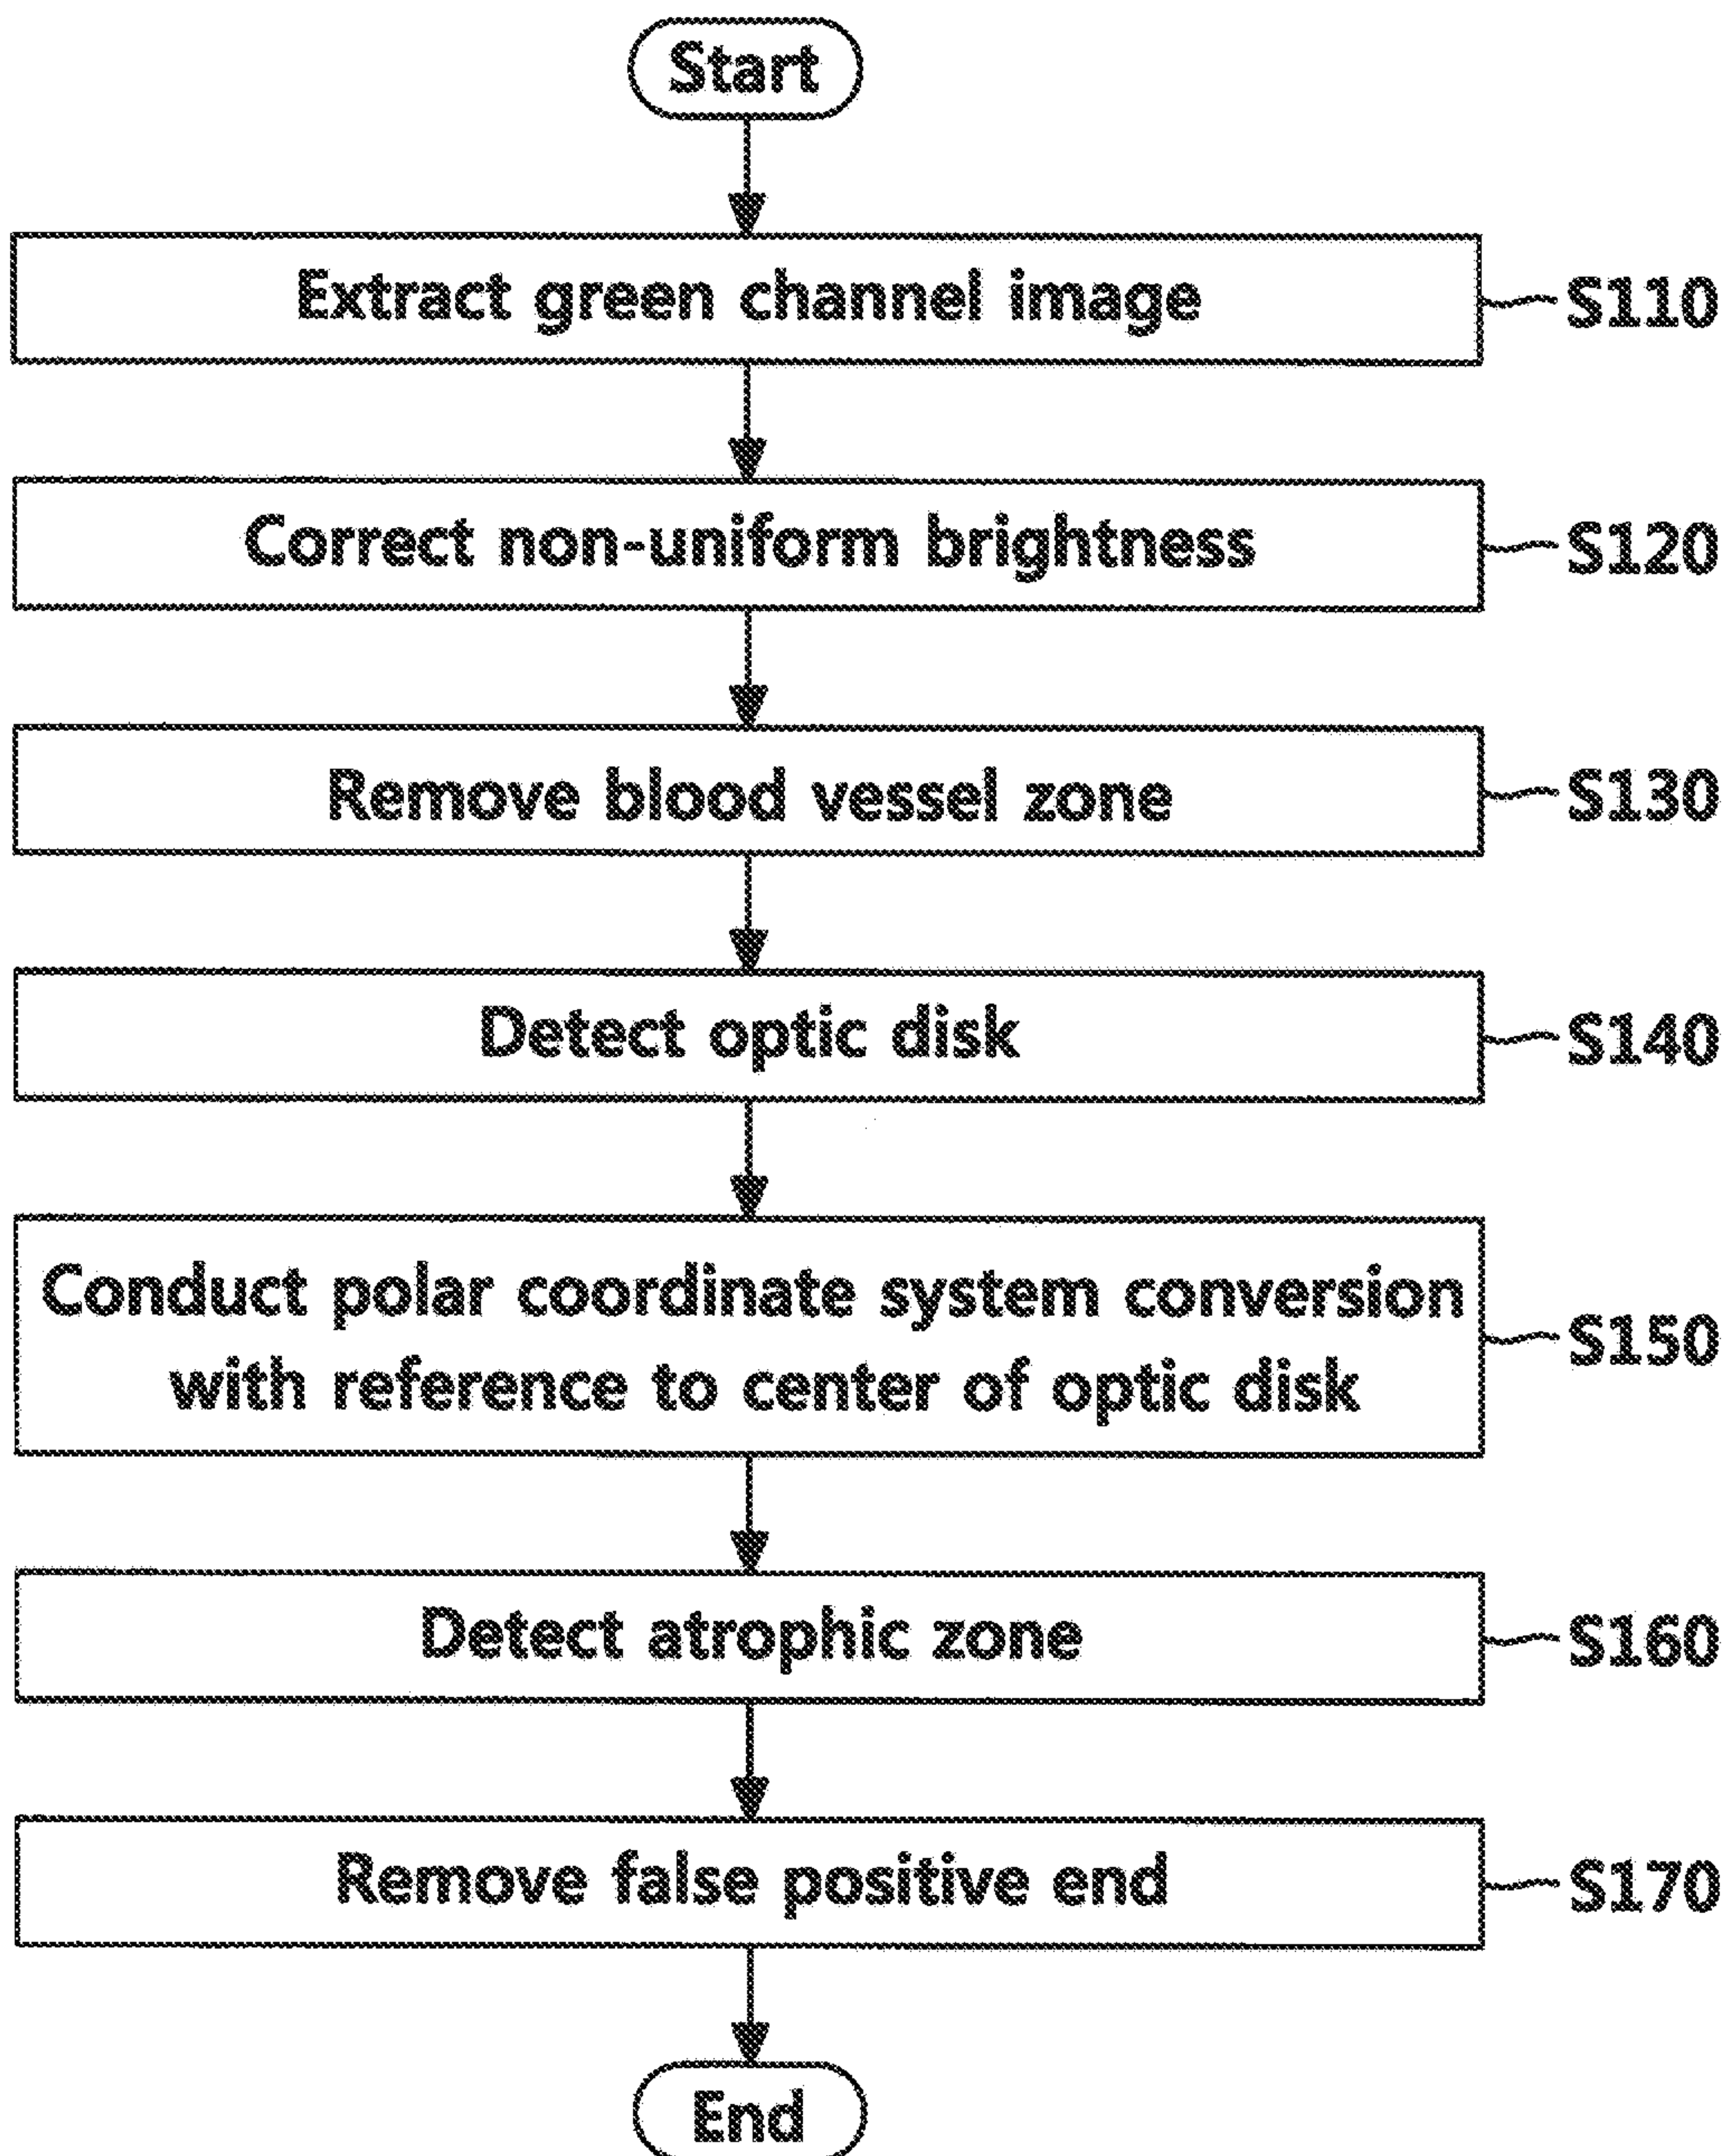 Start
Extract green channel image
S110
Correct non-uniform brightness
S120
Remove blood vessel zone
S130
Detect optic disk
S140
Conduct polar coordinate system conversion
with reference to center of optic disk
S150
Detect atrophic zone
S160
Remove false positive end
S170
End